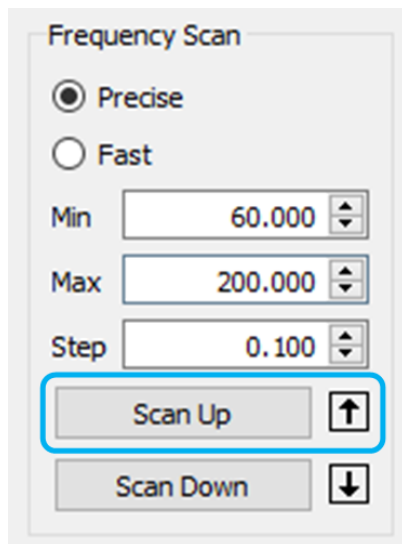 Frequency Scan
Precise
Fast
Min 60.000
Max 200.000
Step 0.100
Scan Up
Scan Down